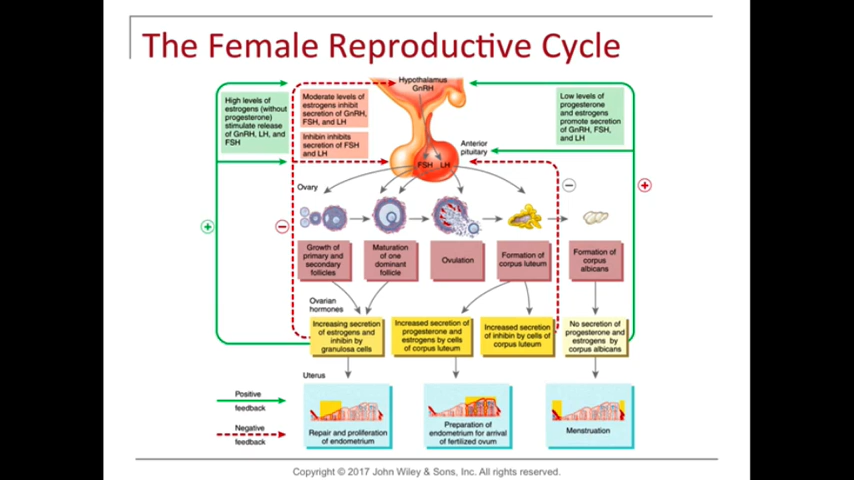 The Female Reproductive Cycle
Hypothalamus
GnRH
High levels of
estrogens (without
progesterone)
stimulate release
of GnRH, LH, and
FSH
Moderate levels of
estrogens inhibit
secretion of GnRH,
FSH, and LH
Inhibin inhibits
secretion of FSH
and LH
Low levels of
progesterone
and estrogens
promote secretion
of GnRH, FSH,
and LH
Anterior
pituitary
FSH LH
Ovary
+
−
−
+
Growth of
primary and
secondary
follicles
Maturation
of one
dominant
follicle
Ovulation
Formation of
corpus luteum
Formation of
corpus
albicans
Ovarian
hormones
Increasing secretion
of estrogens and
inhibin by
granulosa cells
Increased secretion of
progesterone and
estrogens by cells
of corpus luteum
Increased secretion
of inhibin by cells of
corpus luteum
No secretion of
progesterone and
estrogens by
corpus albicans
Uterus
Positive
feedback
Negative
feedback
Repair and proliferation
of endometrium
Preparation of
endometrium for arrival
of fertilized ovum
Menstruation
Copyright © 2017 John Wiley & Sons, Inc. All rights reserved.